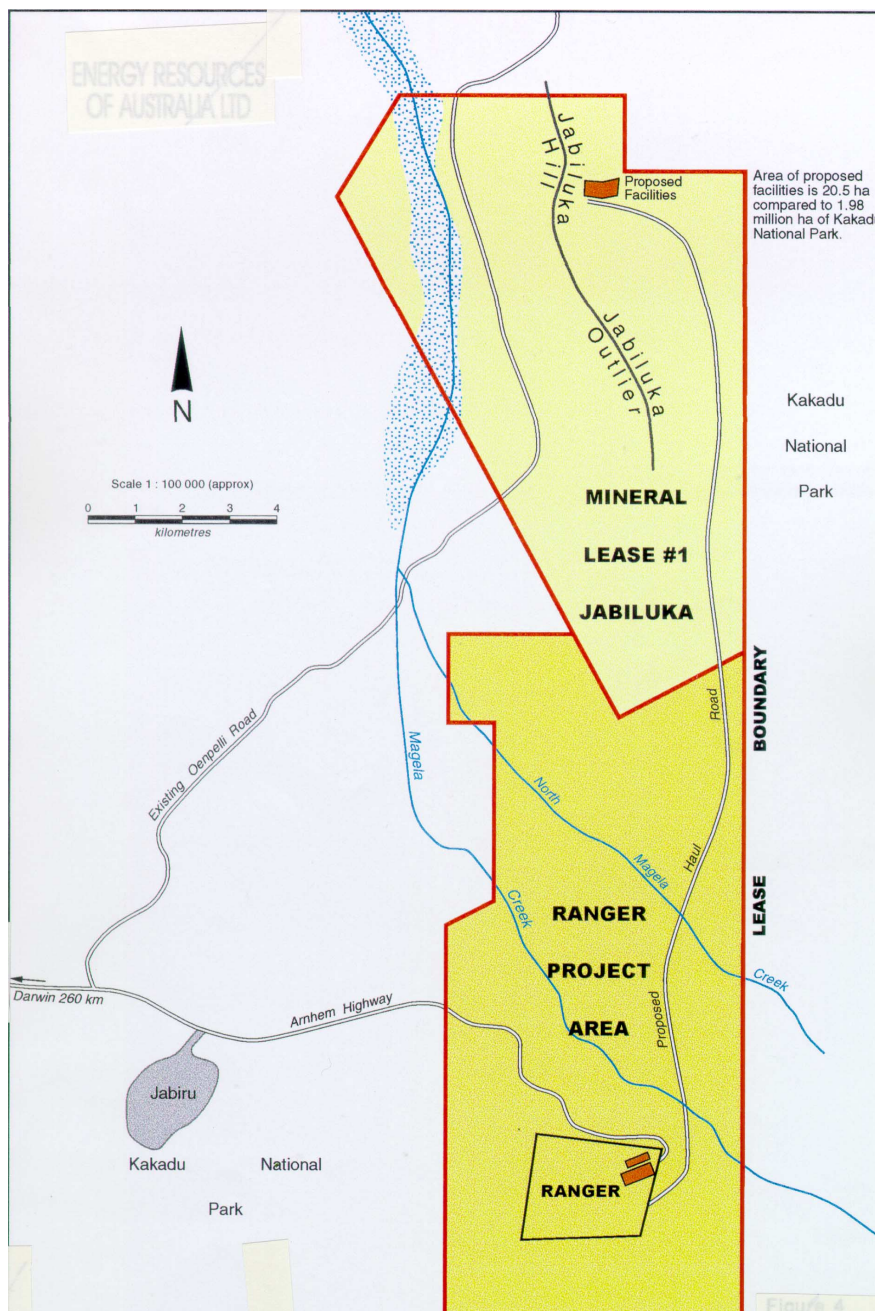 ENERGY RESOURCES
OF AUSTRALIA LTD
Jabiluka
Hill
Proposed
Facilities
Area of proposed
facilities is 20.5 ha
compared to 1.98
million ha of Kakadu
National Park.
Jabiluka
Outlier
N
Kakadu
National
Park
Scale 1 : 100 000 (approx)
0 1 2 3 4
kilometres
MINERAL
LEASE #1
JABILUKA
BOUNDARY
LEASE
Existing Oenpelli Road
Magela
Creek
North
Magela
Creek
Road
Haul
Proposed
RANGER
PROJECT
AREA
Darwin 260 km
Arnhem Highway
Jabiru
Kakadu National
Park
RANGER
Figure 4